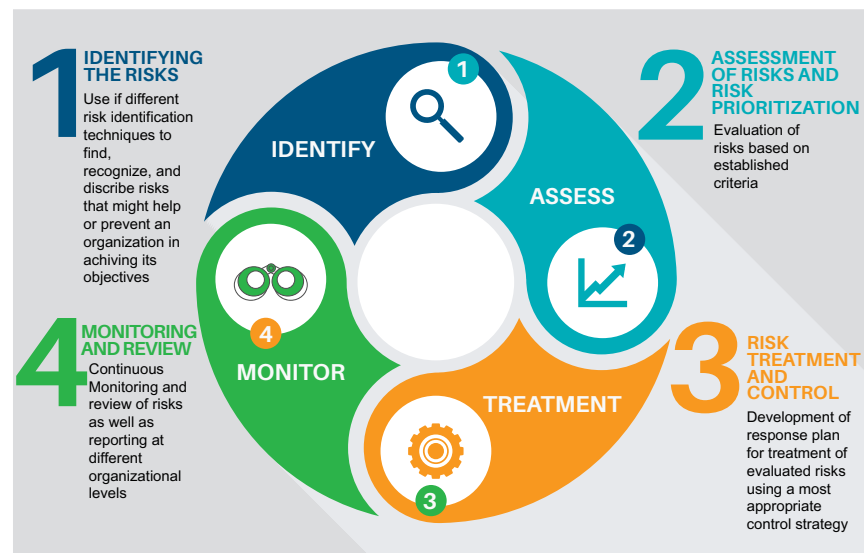 1
IDENTIFYING
THE RISKS
Use if different
risk identification
techniques to
find,
recognize, and
discribe risks
that might help
or prevent an
organization in
achiving its
objectives
2
ASSESSMENT
OF RISKS AND
RISK
PRIORITIZATION
Evaluation of
risks based on
established
criteria
1
IDENTIFY
ASSESS
2
4
MONITOR
TREATMENT
3
4
MONITORING
AND REVIEW
Continuous
Monitoring and
review of risks
as well as
reporting at
different
organizational
levels
3
RISK
TREATMENT
AND
CONTROL
Development of
response plan
for treatment of
evaluated risks
using a most
appropriate
control strategy